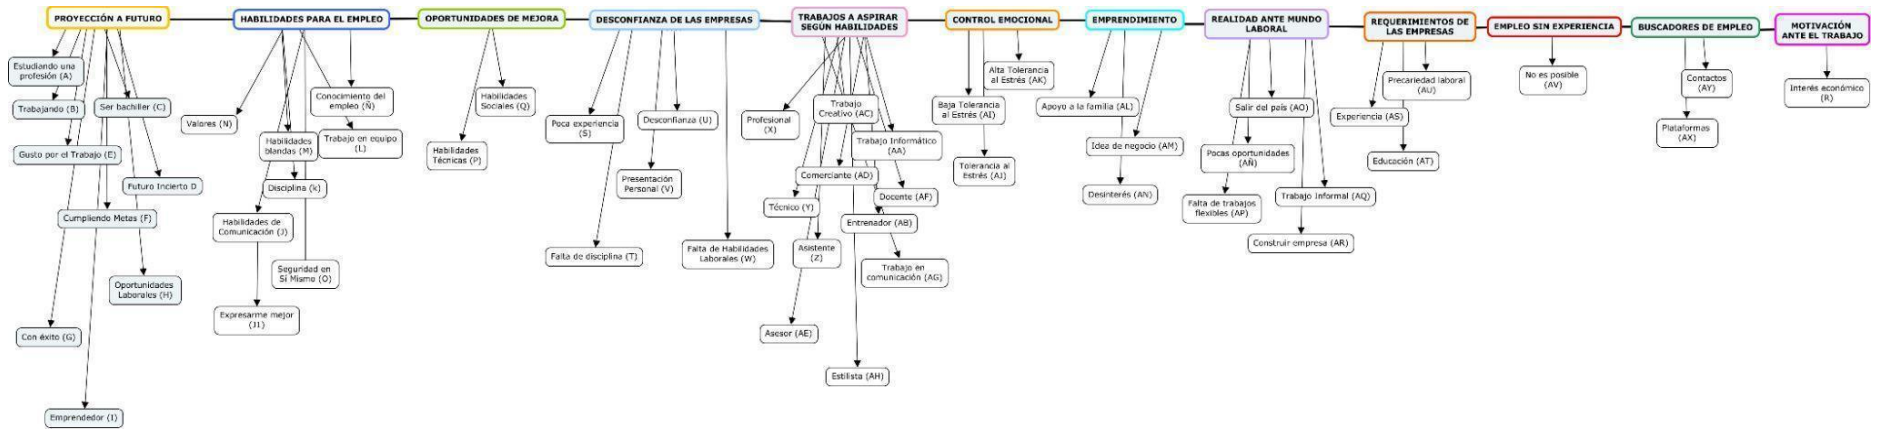 PROYECCIÓN A FUTURO
Estudiando una
profesión (A)
Trabajando (B)
Ser bachiller (C)
Gusto por el Trabajo (E)
Futuro Incierto D
Cumpliendo Metas (F)
Oportunidades
Laborales (H)
Con éxito (G)
Emprendedor (I)
HABILIDADES PARA EL EMPLEO
Conocimiento del
empleo (Ñ)
Valores (N)
Habilidades
blandas (M)
Trabajo en equipo
(L)
Disciplina (k)
Habilidades de
Comunicación (J)
Seguridad en
Sí Mismo (O)
Expresarme mejor
(J1)
OPORTUNIDADES DE MEJORA
Habilidades
Sociales (Q)
Habilidades
Técnicas (P)
DESCONFIANZA DE LAS EMPRESAS
Poca experiencia
(S)
Desconfianza (U)
Presentación
Personal (V)
Falta de disciplina (T)
Falta de Habilidades
Laborales (W)
TRABAJOS A ASPIRAR
SEGÚN HABILIDADES
Profesional
(X)
Trabajo
Creativo (AC)
Trabajo Informático
(AA)
Comerciante (AD)
Docente (AF)
Técnico (Y)
Entrenador (AB)
Asistente
(Z)
Trabajo en
comunicación (AG)
Asesor (AE)
Estilista (AH)
CONTROL EMOCIONAL
Alta Tolerancia
al Estrés (AK)
Baja Tolerancia
al Estrés (AI)
Tolerancia al
Estrés (AJ)
EMPRENDIMIENTO
Apoyo a la familia (AL)
Idea de negocio (AM)
Desinterés (AN)
REALIDAD ANTE MUNDO
LABORAL
Salir del país (AO)
Pocas oportunidades
(AÑ)
Falta de trabajos
flexibles (AP)
Trabajo Informal (AQ)
Construir empresa (AR)
REQUERIMIENTOS DE
LAS EMPRESAS
Precariedad laboral
(AU)
Experiencia (AS)
Educación (AT)
EMPLEO SIN EXPERIENCIA
No es posible
(AV)
BUSCADORES DE EMPLEO
Contactos
(AY)
Plataformas
(AX)
MOTIVACIÓN
ANTE EL TRABAJO
Interés económico
(R)